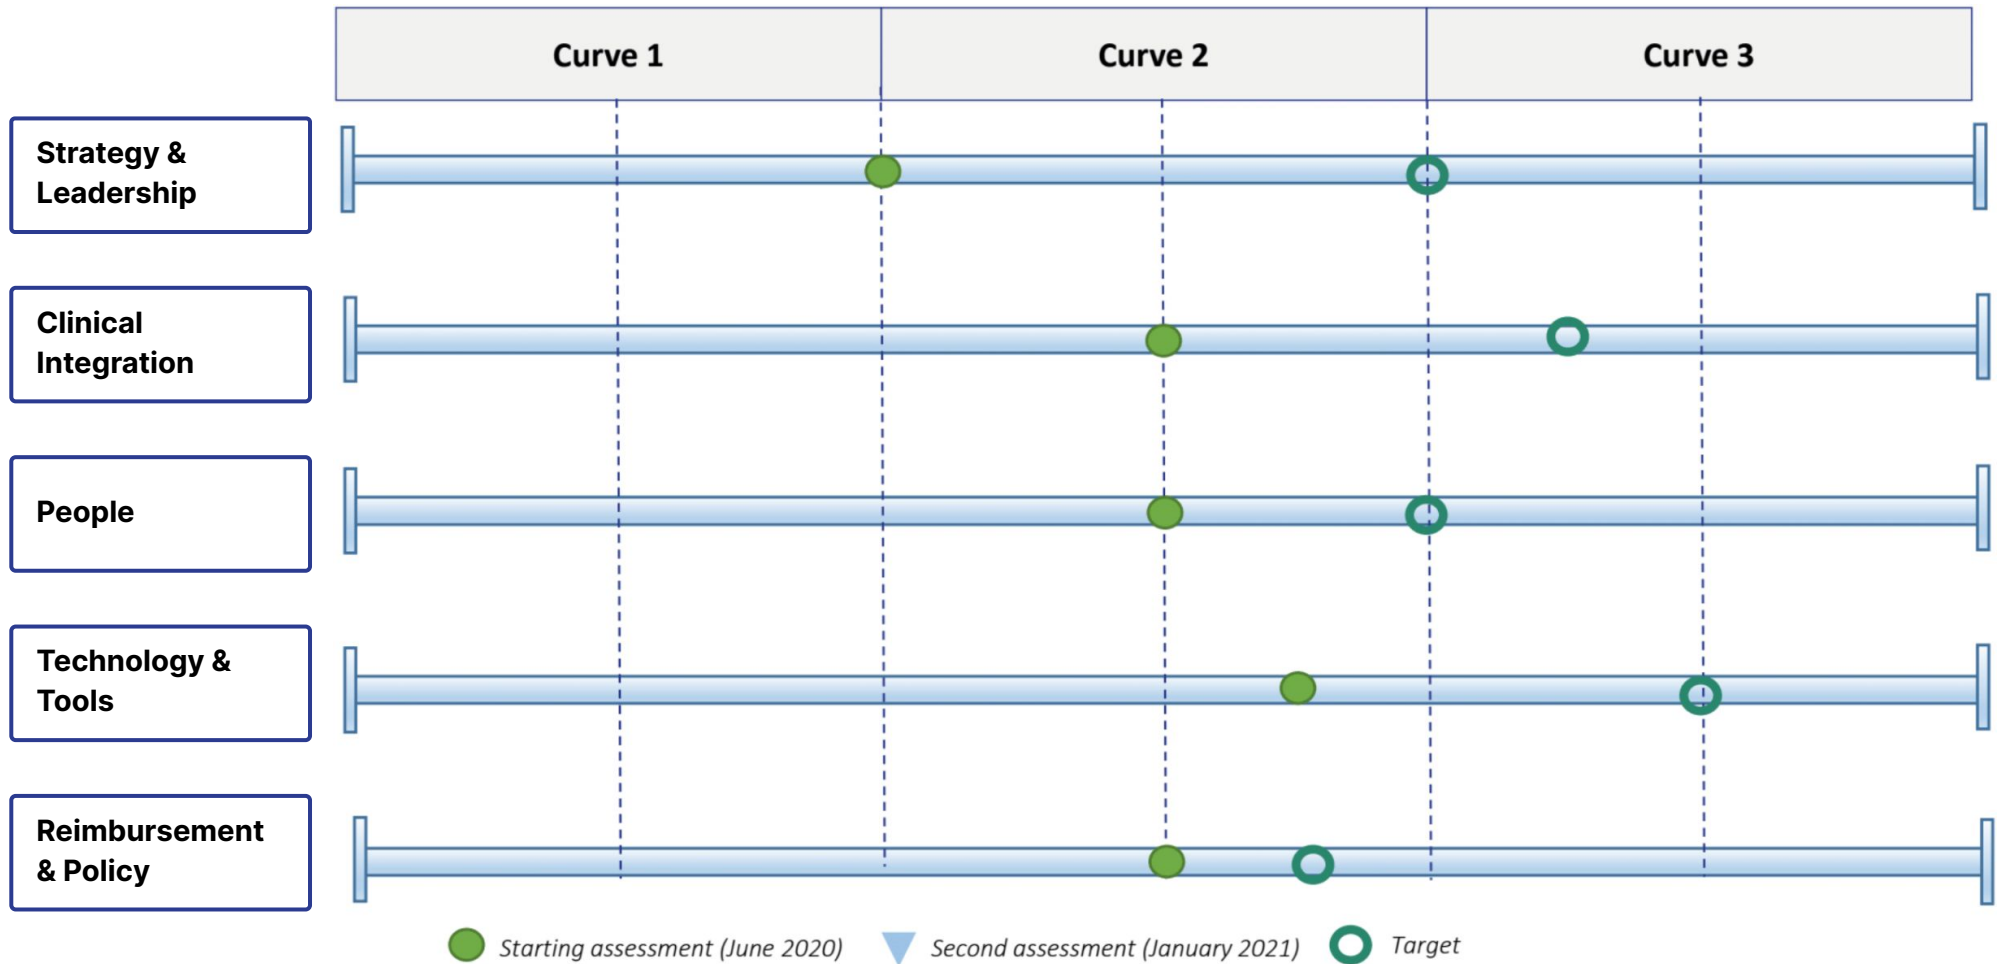 Curve 1
Curve 2
Curve 3
Strategy &
Leadership
Clinical
Integration
People
Technology &
Tools
Reimbursement
& Policy
Starting assessment (June 2020)
Second assessment (January 2021)
Target